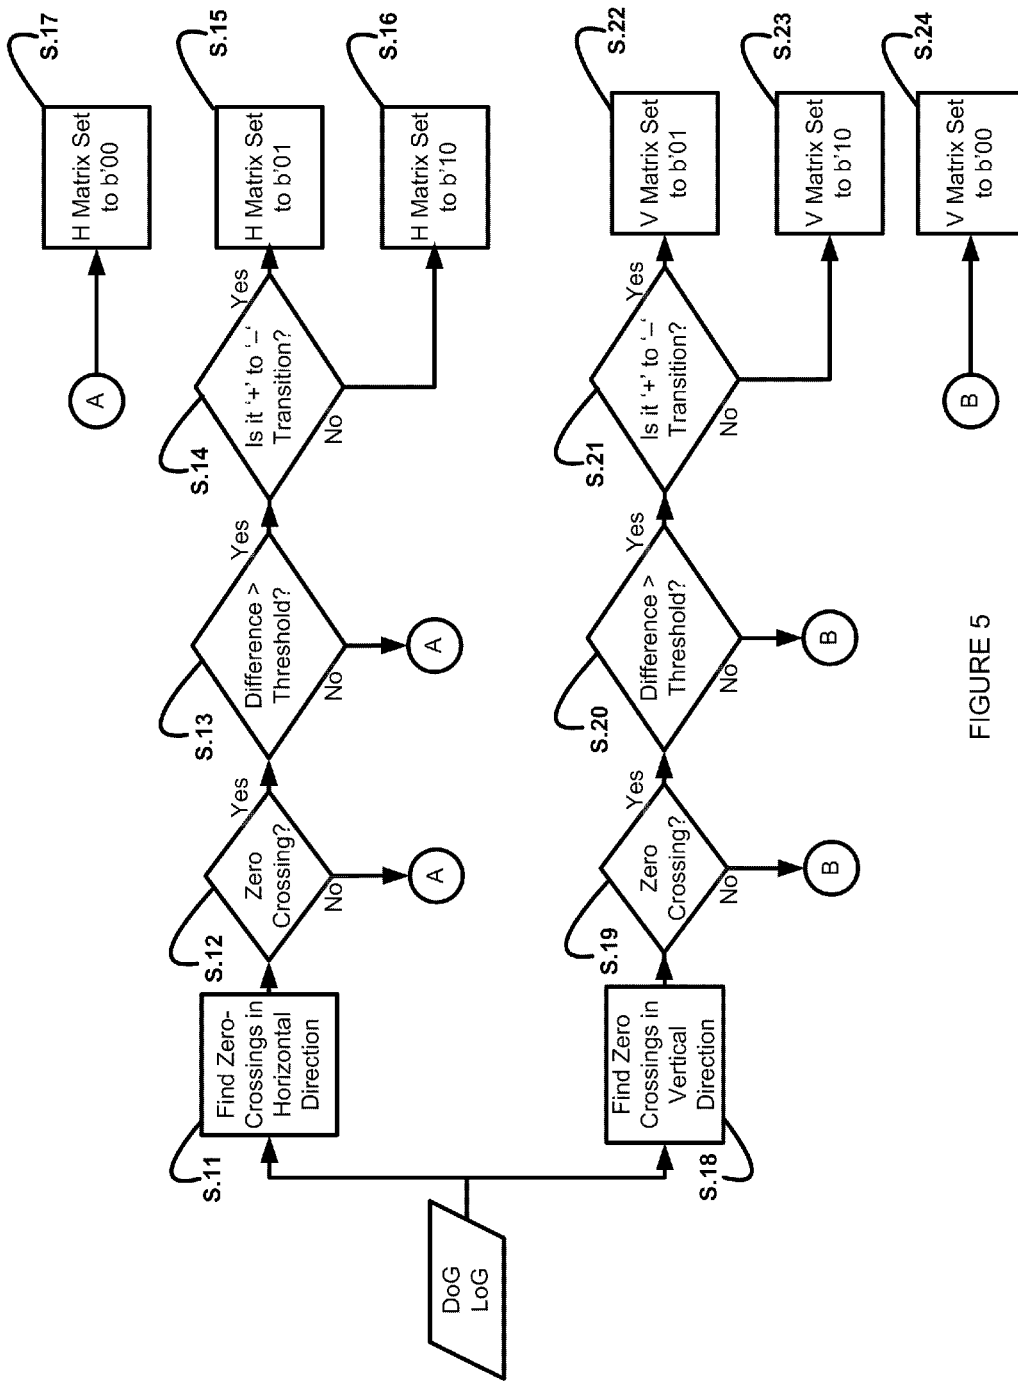 DoG
LoG
S.11
Find Zero-
Crossings in
Horizontal
Direction
S.12
Zero
Crossing?
Yes
No
A
S.13
Difference >
Threshold?
Yes
No
A
S.14
Is it ‘+’ to ‘–‘
Transition?
Yes
No
H Matrix Set
to b’01
S.15
H Matrix Set
to b’10
S.16
A
H Matrix Set
to b’00
S.17
S.18
Find Zero
Crossings in
Vertical
Direction
S.19
Zero
Crossing?
Yes
No
B
S.20
Difference >
Threshold?
Yes
No
B
S.21
Is it ‘+’ to ‘–‘
Transition?
Yes
No
V Matrix Set
to b’01
S.22
V Matrix Set
to b’10
S.23
B
V Matrix Set
to b’00
S.24
FIGURE 5